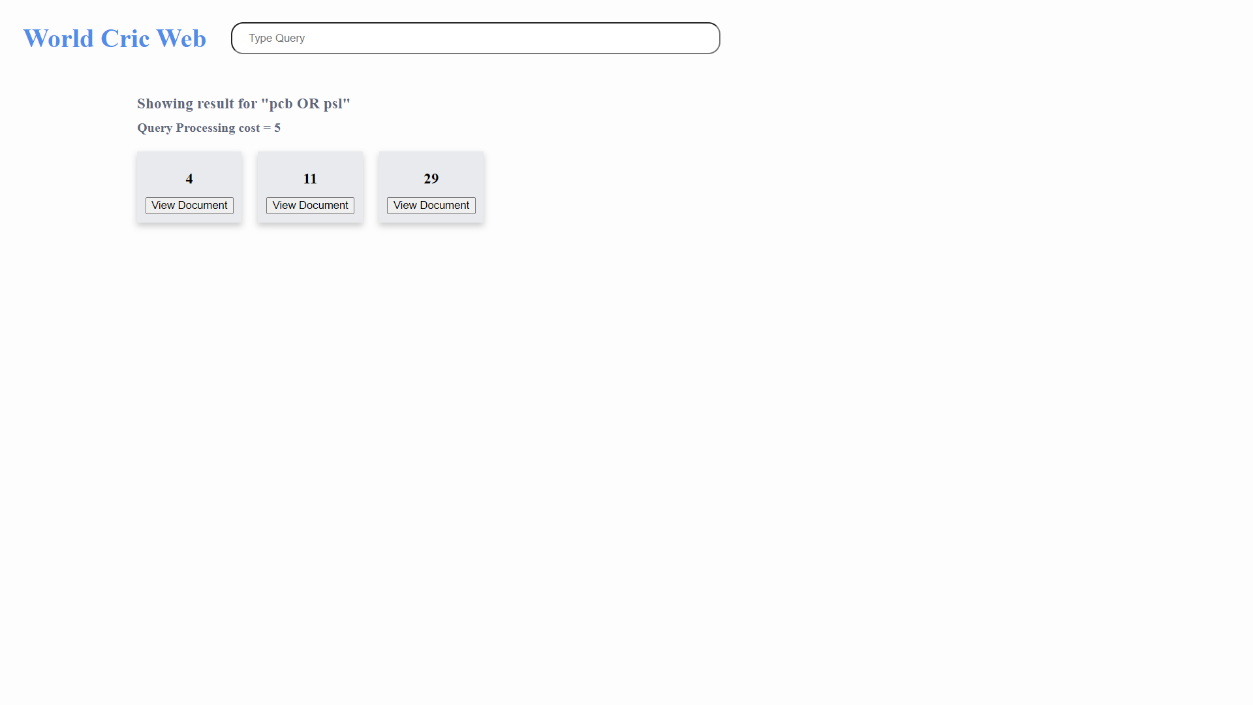 World Cric Web
Type Query
Showing result for "pcb OR psl"
Query Processing cost = 5
4 11 29
View Document View Document View Document